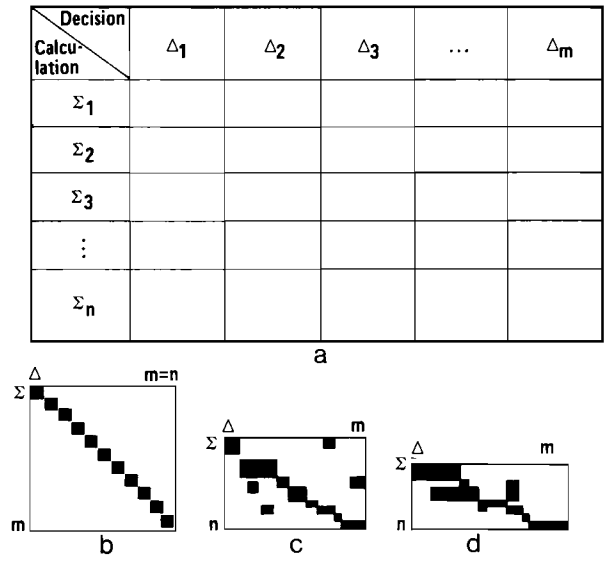 Decision
Calcu-
lation
Δ1 Δ2 Δ3 ... Δm
Σ1
Σ2
Σ3
⋮
Σn
a
Δ m=n
Σ
m
b
Δ m
Σ
n
c
Δ m
Σ
n
d